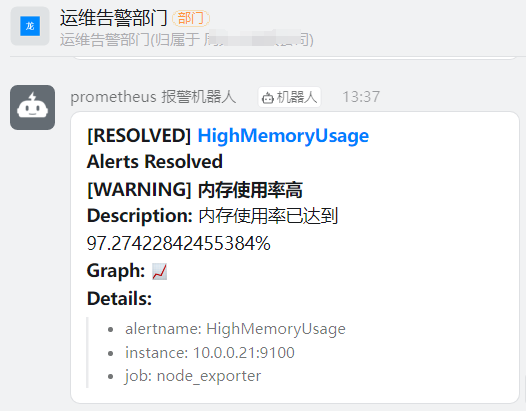 龙
运维告警部门 部门
运维告警部门(归属于
prometheus 报警机器人 机器人 13:37
[RESOLVED] HighMemoryUsage
Alerts Resolved
[WARNING] 内存使用率高
Description: 内存使用率已达到
97.27422842455384%
Graph:
Details:
alertname: HighMemoryUsage
instance: 10.0.0.21:9100
job: node_exporter